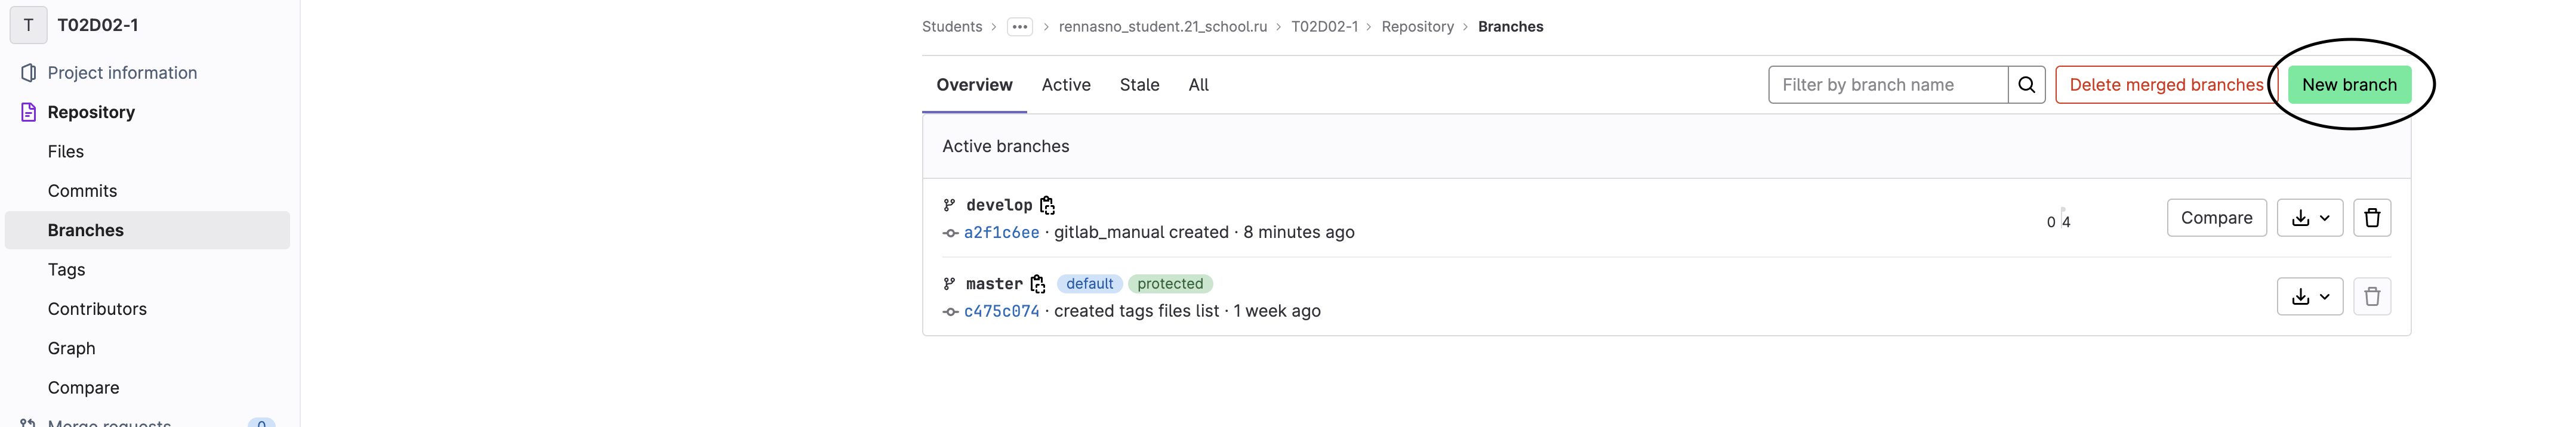 T T02D02-1
Project information
Repository
Files
Commits
Branches
Tags
Contributors
Graph
Compare
Merge requests 0
Students > ••• > rennasno_student.21_school.ru > T02D02-1 > Repository > Branches
Overview Active Stale All Filter by branch name Delete merged branches New branch
Active branches
develop
a2f1c6ee · gitlab_manual created · 8 minutes ago
0 4 Compare
master default protected
c475c074 · created tags files list · 1 week ago